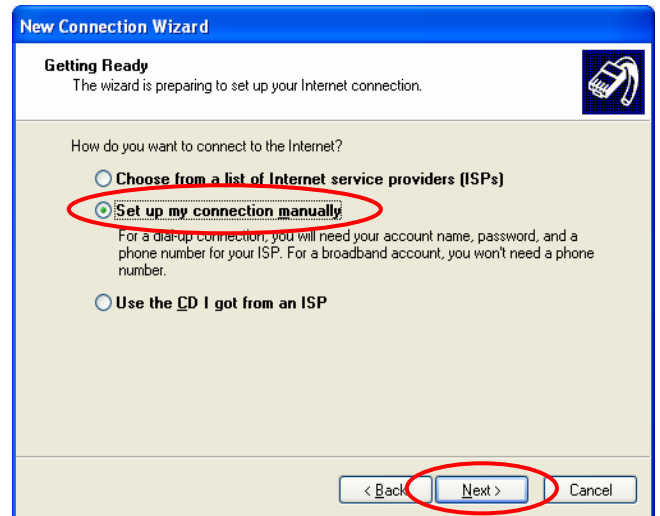 New Connection Wizard
Getting Ready
The wizard is preparing to set up your Internet connection.
How do you want to connect to the Internet?
Choose from a list of Internet service providers (ISPs)
Set up my connection manually
For a dial-up connection, you will need your account name, password, and a
phone number for your ISP. For a broadband account, you won't need a phone
number.
Use the CD I got from an ISP
< Back Next > Cancel